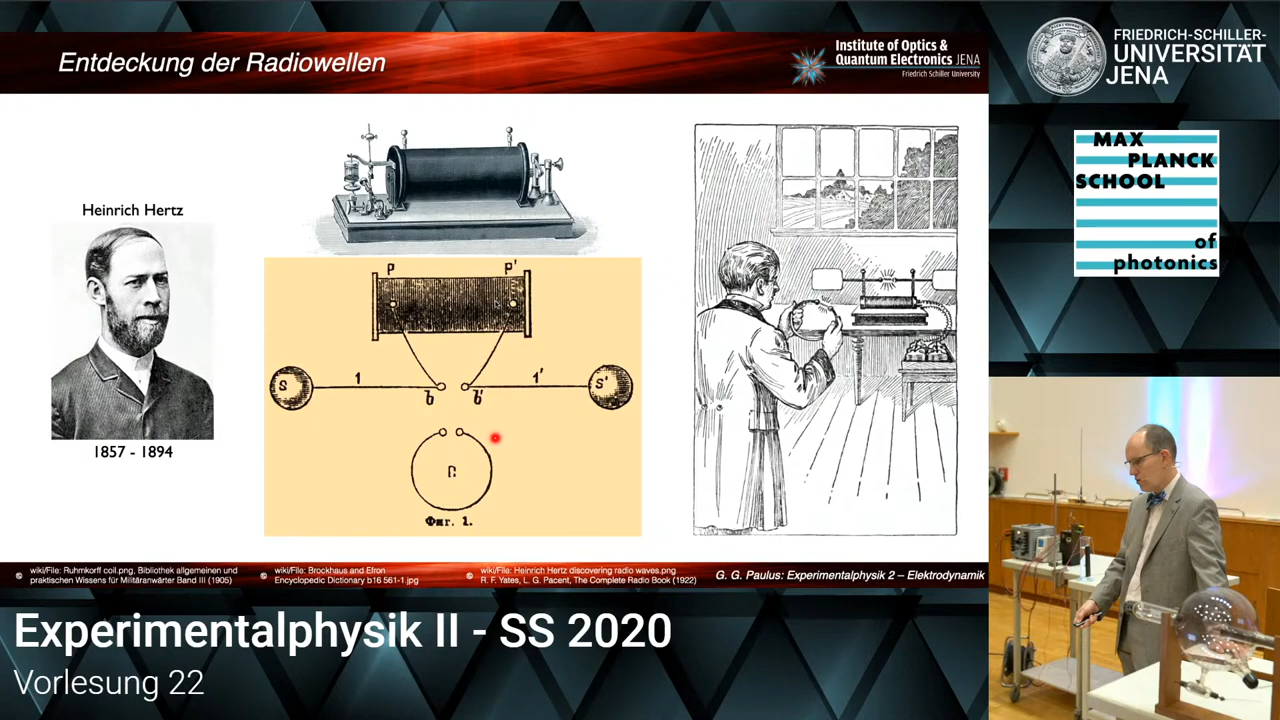 Entdeckung der Radiowellen
Institute of Optics &
Quantum Electronics JENA
Friedrich Schiller University
FRIEDRICH-SCHILLER-
UNIVERSITÄT
JENA
MAX
PLANCK
SCHOOL
of
photonics
Heinrich Hertz
1857 - 1894
P
P'
S
1
b
b'
1'
S'
Фиг. 1.
wiki/File: Ruhmkorff coil.png, Bibliothek allgemeinen und
praktischen Wissens für Militäranwärter Band III (1905)
wiki/File: Brockhaus and Efron
Encyclopedic Dictionary b16 561-1.jpg
wiki/File: Heinrich Hertz discovering radio waves.png
R. F. Yates, L. G. Pacent, The Complete Radio Book (1922)
G. G. Paulus: Experimentalphysik 2 – Elektrodynamik
Experimentalphysik II - SS 2020
Vorlesung 22